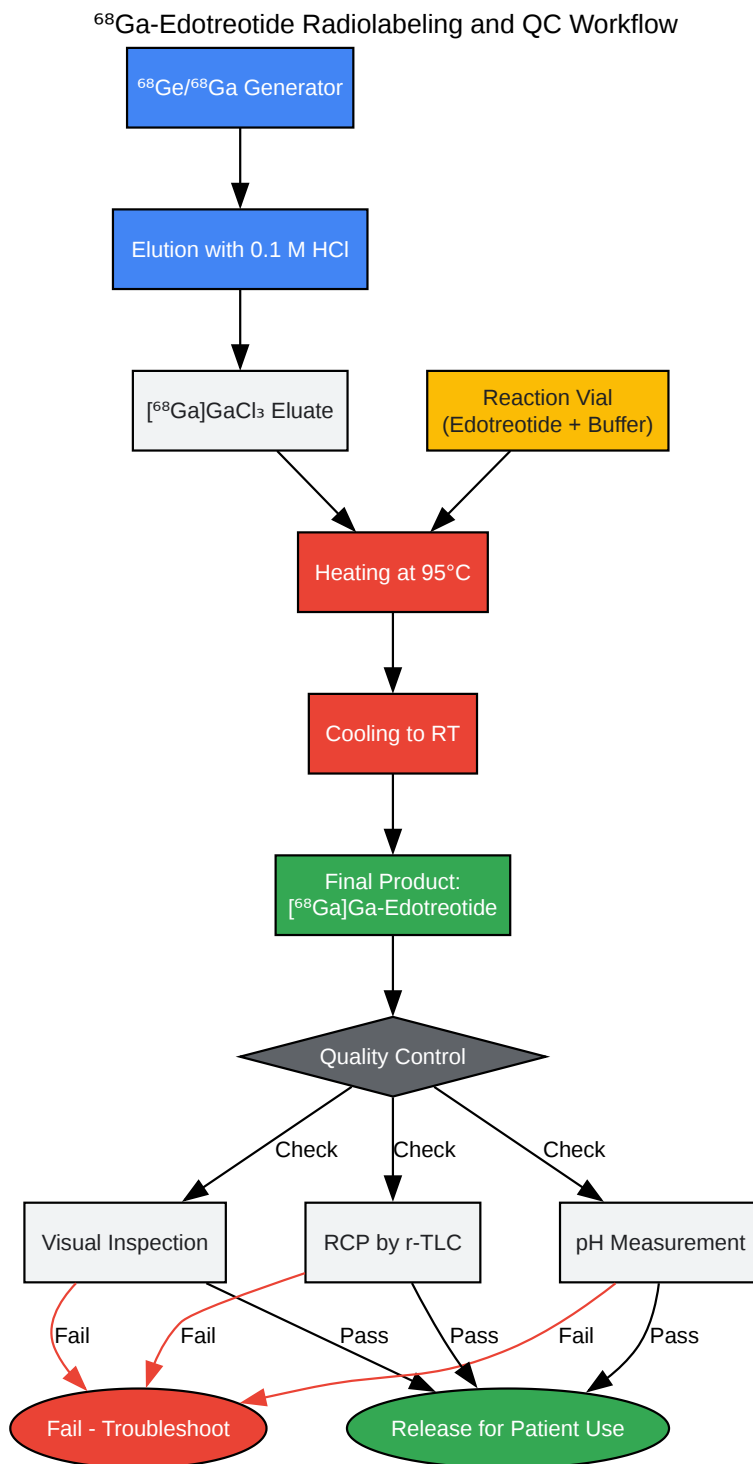 ⁶⁸Ga-Edotreotide Radiolabeling and QC Workflow
⁶⁸Ge/⁶⁸Ga Generator
Elution with 0.1 M HCl
[⁶⁸Ga]GaCl₃ Eluate
Reaction Vial
(Edotreotide + Buffer)
Heating at 95°C
Cooling to RT
Final Product:
[⁶⁸Ga]Ga-Edotreotide
Quality Control
Check
Check
Check
Visual Inspection
RCP by r-TLC
pH Measurement
Fail
Fail
Pass
Pass
Fail
Pass
Fail - Troubleshoot
Release for Patient Use